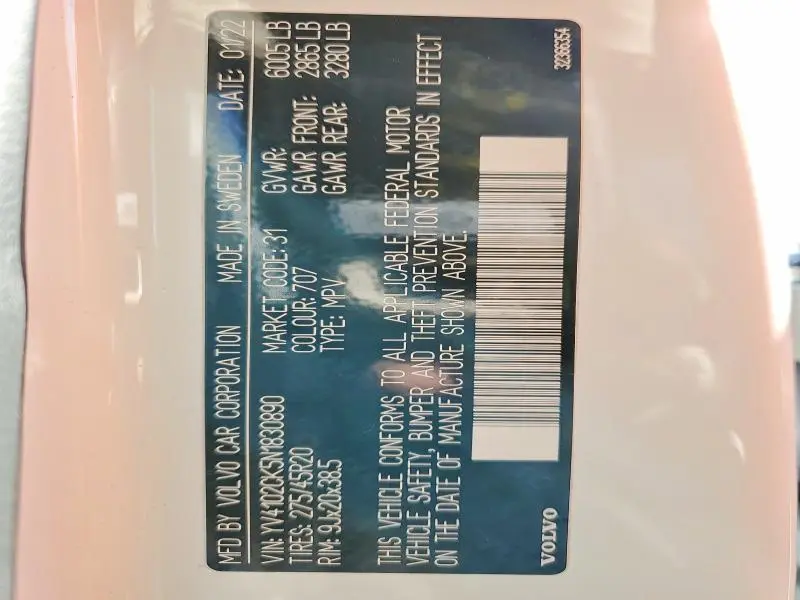 MFD BY VOLVO CAR CORPORATION MADE IN SWEDEN DATE: 01/22
VIN: YV4102CK5N1830890 MARKET CODE: 31 GVWR: 6005 LB
TIRES: 275/45R20 COLOUR: 707 GAWR FRONT: 2865 LB
RIM: 9Jx20x38.5 TYPE: MPV GAWR REAR: 3280 LB
THIS VEHICLE CONFORMS TO ALL APPLICABLE FEDERAL MOTOR
VEHICLE SAFETY, BUMPER AND THEFT PREVENTION STANDARDS IN EFFECT
ON THE DATE OF MANUFACTURE SHOWN ABOVE.
VOLVO 32366354